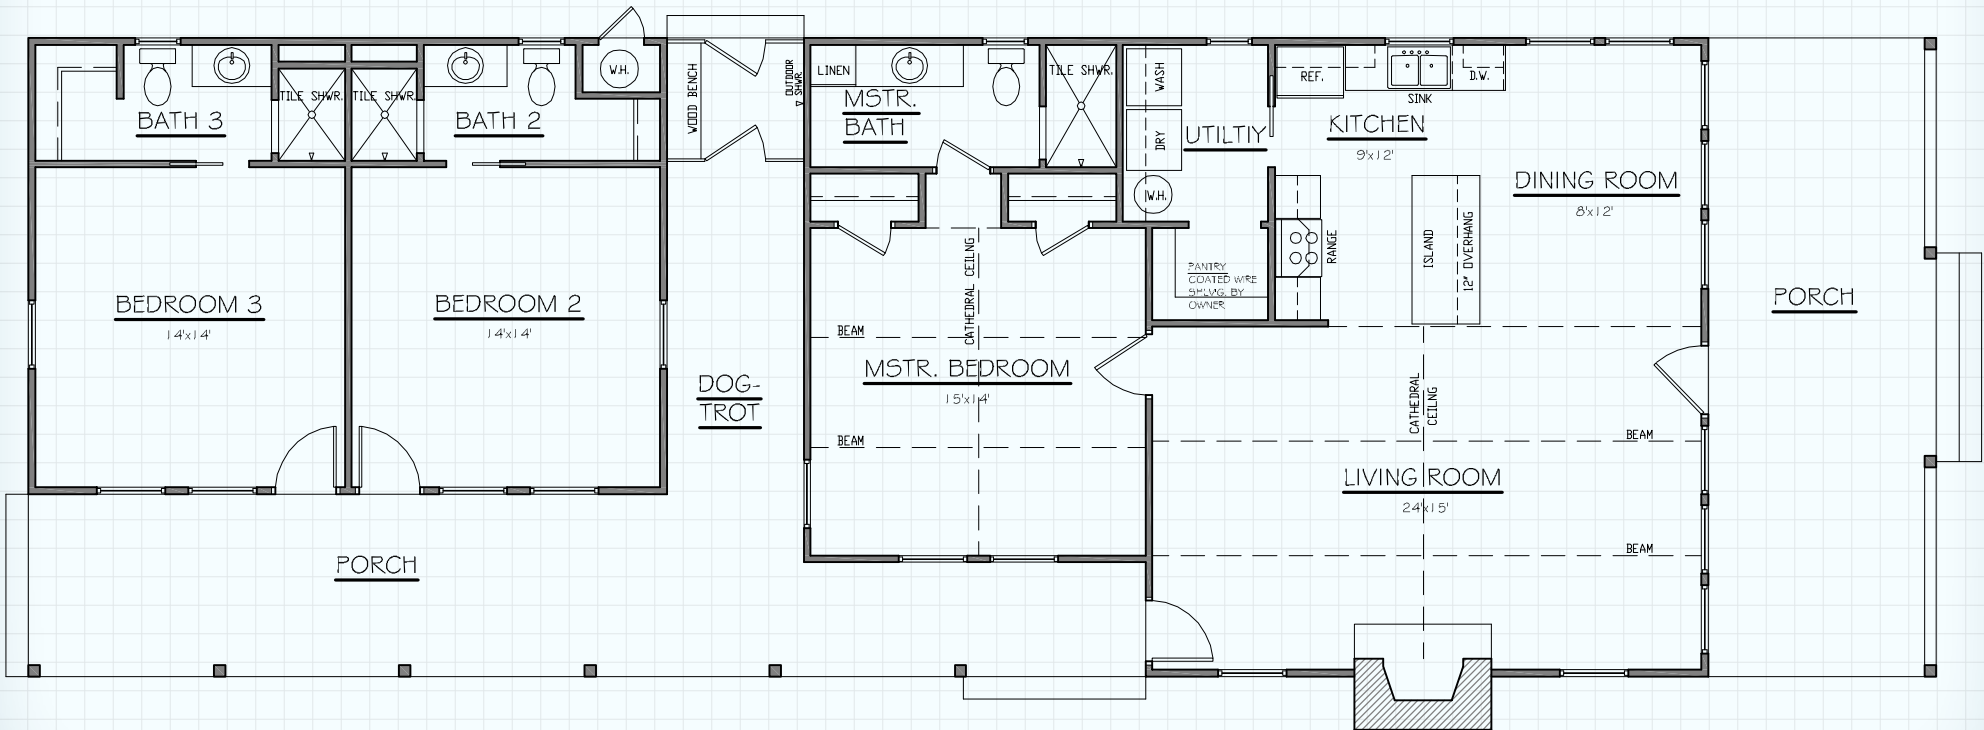 BATH 3
TILE SHWR.
TILE SHWR.
BATH 2
W.H.
WOOD BENCH
OUTDOOR
SHWR
LINEN
MSTR.
BATH
TILE SHWR.
WASH
DRY
W.H.
UTILTIY
REF.
SINK
D.W.
KITCHEN
9'x12'
DINING ROOM
8'x12'
ISLAND
12" OVERHANG
RANGE
PANTRY
COATED WIRE
SHLVG. BY
OWNER
BEDROOM 3
14'x14'
BEDROOM 2
14'x14'
DOG-
TROT
CATHEDRAL CEILNG
BEAM
MSTR. BEDROOM
15'x14'
BEAM
CATHEDRAL
CEILNG
BEAM
LIVING ROOM
24'x15'
BEAM
PORCH
PORCH